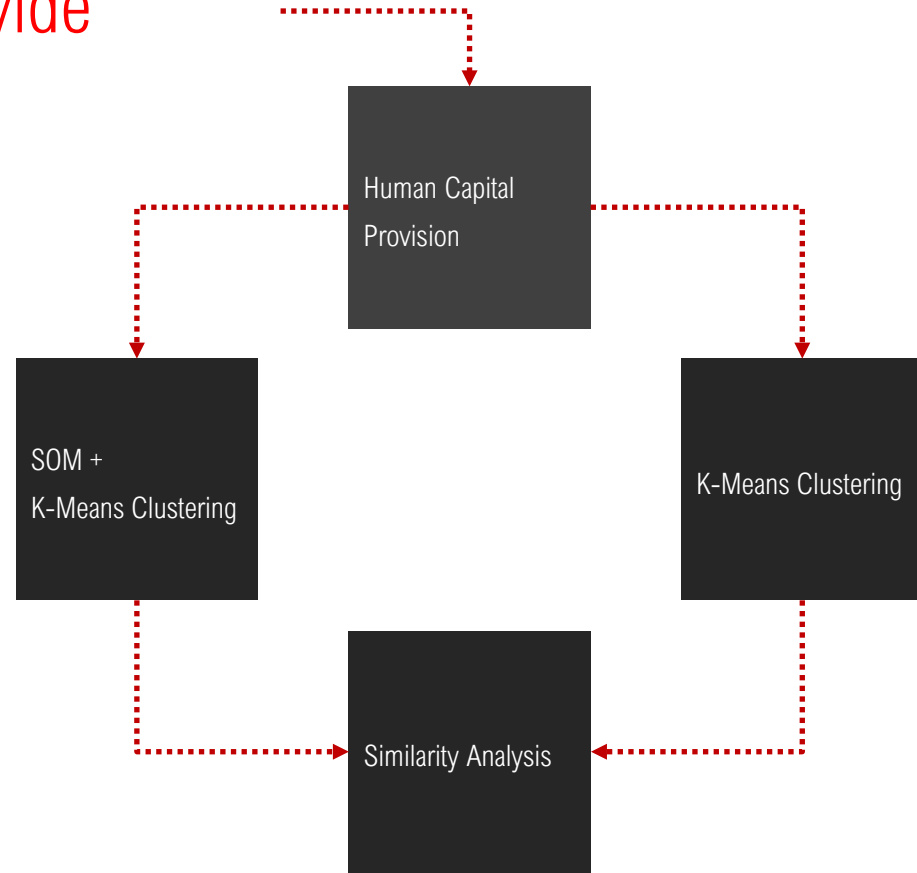 Human Capital
Provision
SOM +
K-Means Clustering
K-Means Clustering
Similarity Analysis